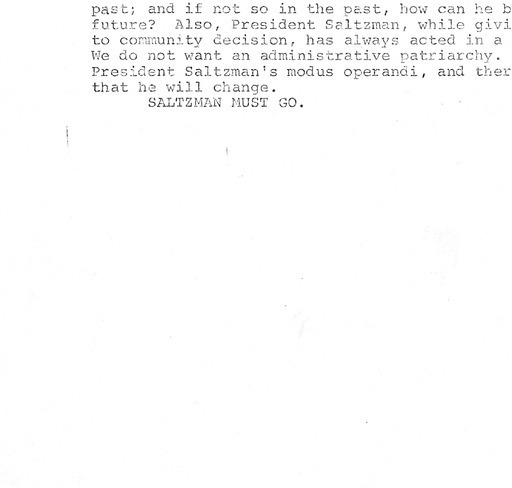 past; and if not so in the past, how can he b
future?  Also, President Saltzman, while givi
to community decision, has always acted in a
We do not want an administrative patriarchy.
President Saltzman's modus operandi, and ther
that he will change.
SALTZMAN MUST GO.